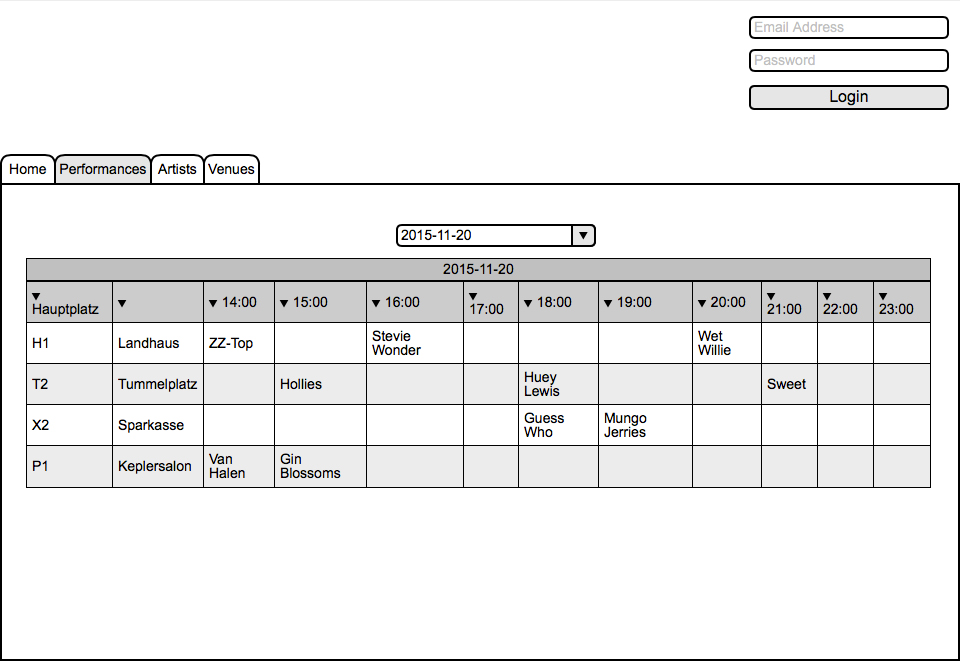 Email Address
Password
Login
Home Performances Artists Venues
2015-11-20
2015-11-20
▼ Hauptplatz ▼ ▼ 14:00 ▼ 15:00 ▼ 16:00 ▼ 17:00 ▼ 18:00 ▼ 19:00 ▼ 20:00 ▼ 21:00 ▼ 22:00 ▼ 23:00
H1 Landhaus ZZ-Top Stevie Wonder Wet Willie
T2 Tummelplatz Hollies Huey Lewis Sweet
X2 Sparkasse Guess Who Mungo Jerries
P1 Keplersalon Van Halen Gin Blossoms